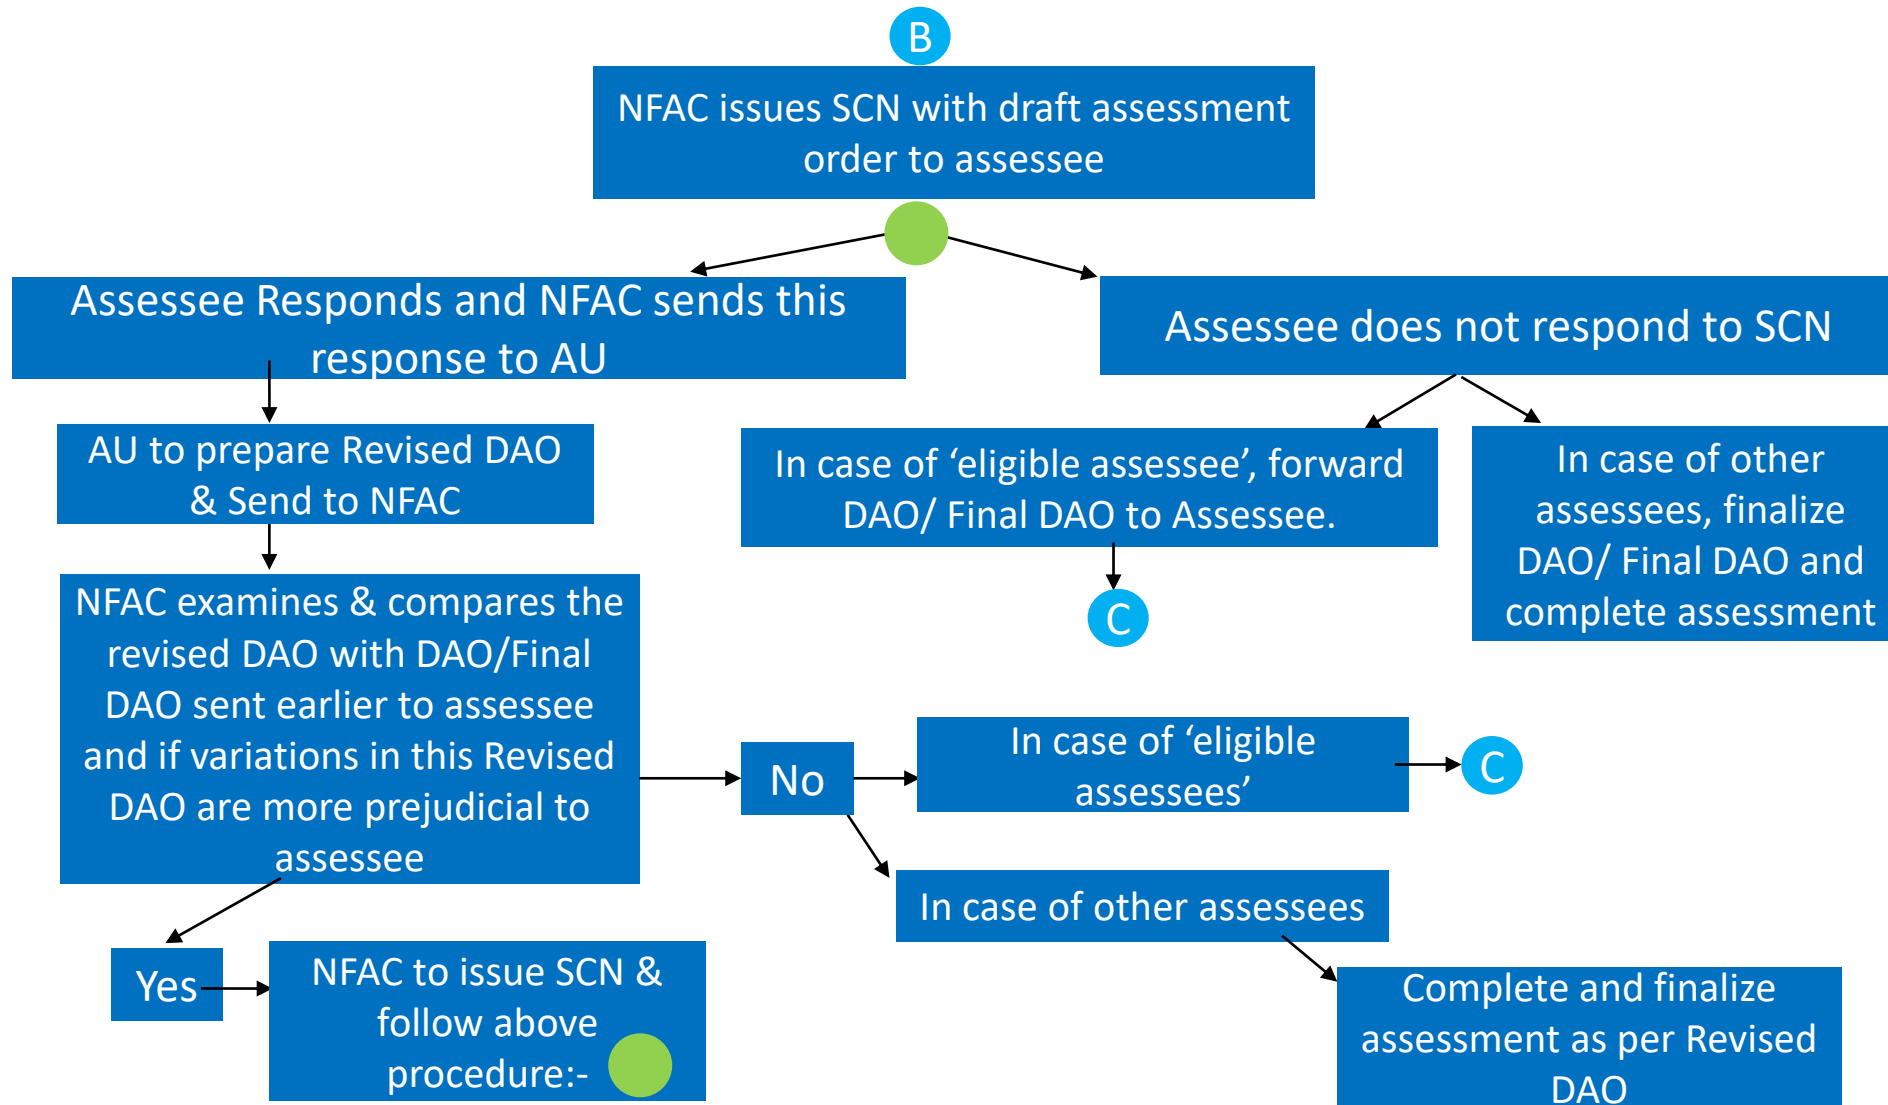 B
NFAC issues SCN with draft assessment
order to assessee
Assessee Responds and NFAC sends this
response to AU
Assessee does not respond to SCN
AU to prepare Revised DAO
& Send to NFAC
In case of ‘eligible assessee’, forward
DAO/ Final DAO to Assessee.
In case of other
assessees, finalize
DAO/ Final DAO and
complete assessment
C
NFAC examines & compares the
revised DAO with DAO/Final
DAO sent earlier to assessee
and if variations in this Revised
DAO are more prejudicial to
assessee
No
In case of ‘eligible
assessees’
C
In case of other assessees
Yes
NFAC to issue SCN &
follow above
procedure:-
Complete and finalize
assessment as per Revised
DAO